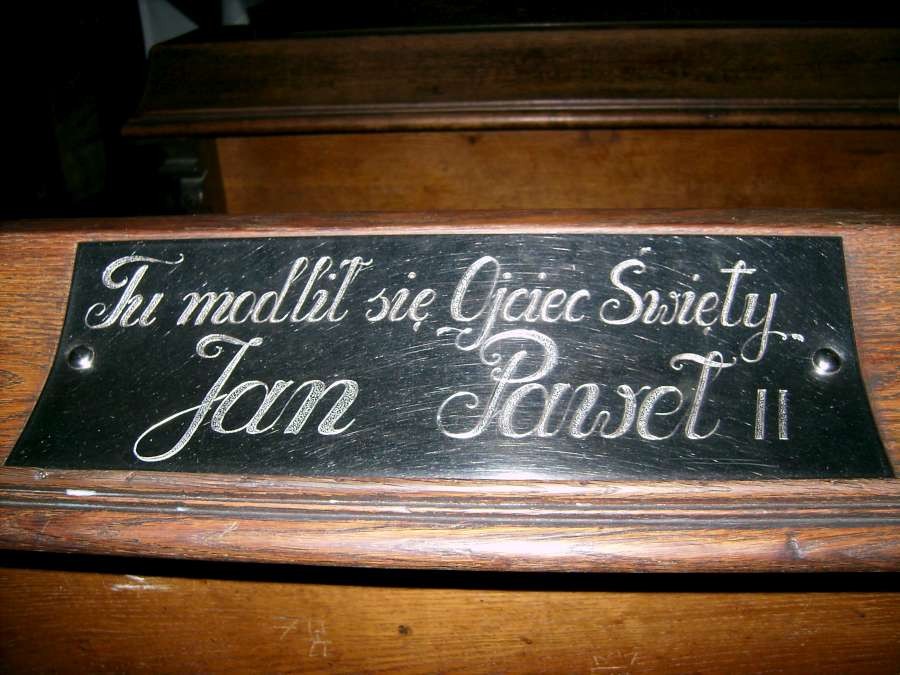 Tu modlił się Ojciec Święty
Jan Paweł II